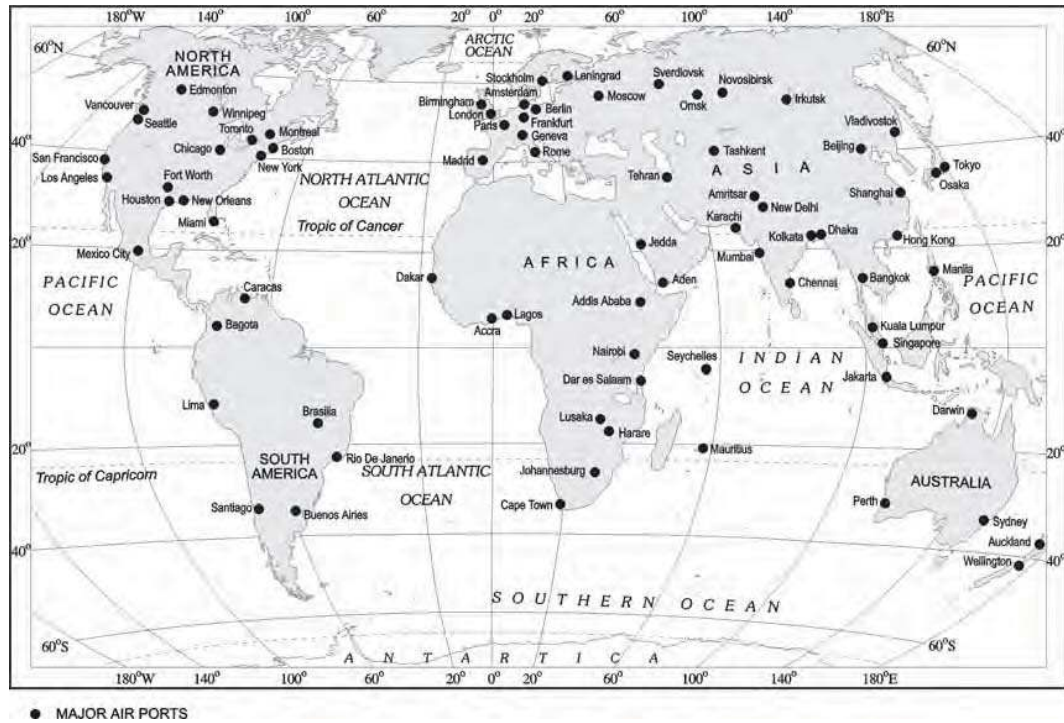 180°W 140° 100° 60° 20° 0° 20° 60° 100° 140° 180°E
ARCTIC
OCEAN
60°N
60°
NORTH
AMERICA
Stockholm
Leningrad
Sverdlovsk
Novosibirsk
Edmonton
Amsterdam
Moscow
Omsk
Irkutsk
Vancouver
Winnipeg
Birmingham
Berlin
Seattle
London
Frankfurt
Toronto
Montreal
Paris
Vladivostok
40°
Chicago
Boston
Geneva
Beijing
40°
San Francisco
New York
Madrid
Rome
Tashkent
Tokyo
Los Angeles
Fort Worth
NORTH ATLANTIC
OCEAN
Tehran
ASIA
Osaka
Houston
New Orleans
Amritsar
New Delhi
Shanghai
Miami
Tropic of Cancer
Karachi
Kolkata
Dhaka
Hong Kong
20°
Mexico City
Jedda
Mumbai
20°
PACIFIC
OCEAN
Dakar
AFRICA
Aden
Chennai
Bangkok
Manila
PACIFIC
OCEAN
Caracas
Addis Ababa
Bagota
Accra
Lagos
Kuala Lumpur
Singapore
Nairobi
Seychelles
INDIAN
OCEAN
Dar es Salaam
Jakarta
Lima
Brasilia
Lusaka
Harare
Darwin
20°
Rio De Janerio
Mauritius
20°
Tropic of Capricorn
SOUTH
AMERICA
SOUTH ATLANTIC
OCEAN
Johannesburg
AUSTRALIA
Santiago
Buenos Airies
Cape Town
Perth
Sydney
40°
Auckland
Wellington
40°
SOUTHERN OCEAN
60°S
60°S
ANTARTICA
180°W 140° 100° 60° 20° 0° 20° 60° 100° 140° 180°E
MAJOR AIR PORTS